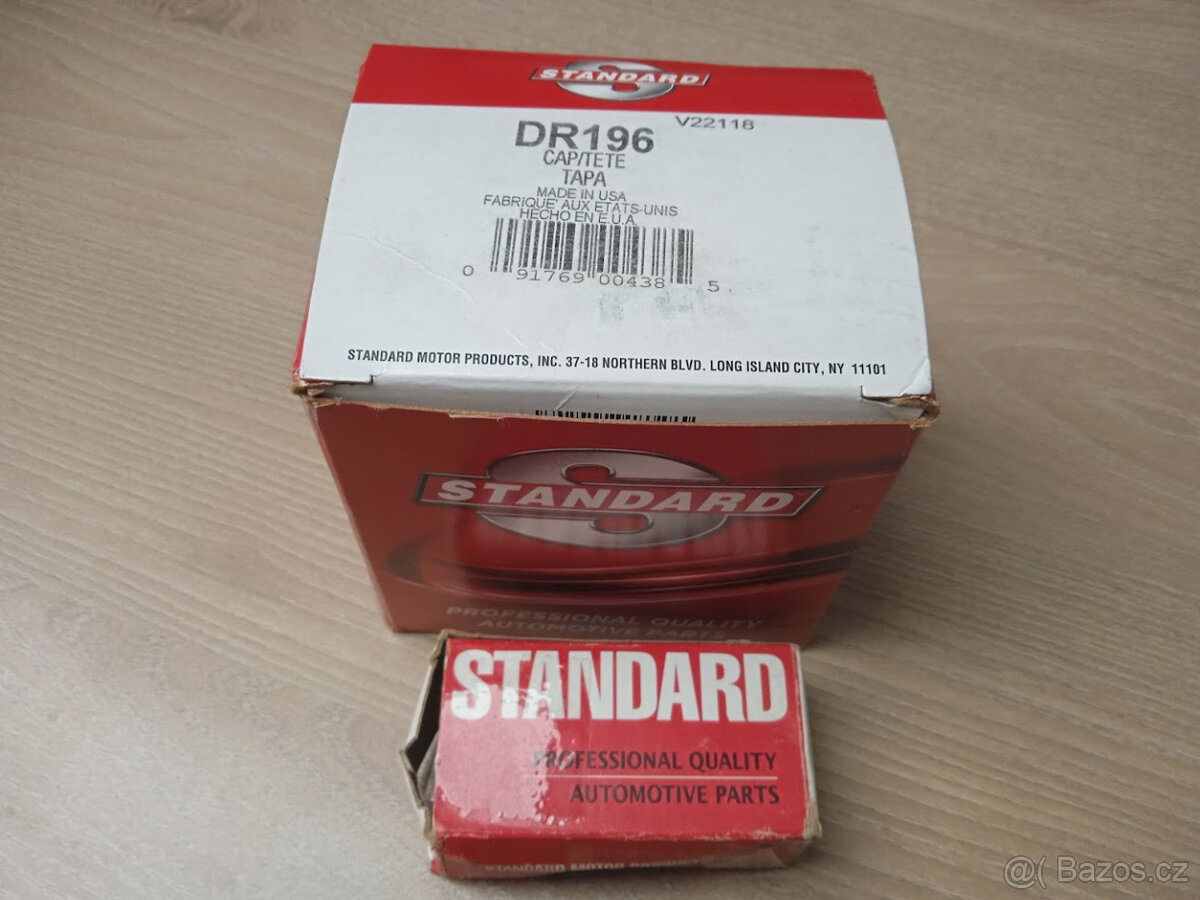 STANDARD
V22118
DR196
CAP/TETE
TAPA
MADE IN USA
FABRIQUE' AUX ETATS-UNIS
HECHO EN E.U.A.
0 91769 00438 5
STANDARD MOTOR PRODUCTS, INC. 37-18 NORTHERN BLVD. LONG ISLAND CITY, NY 11101
STANDARD
PROFESSIONAL QUALITY
AUTOMOTIVE PARTS
STANDARD
PROFESSIONAL QUALITY
AUTOMOTIVE PARTS
STANDARD MOTOR PRODUCTS
@( Bazos.cz